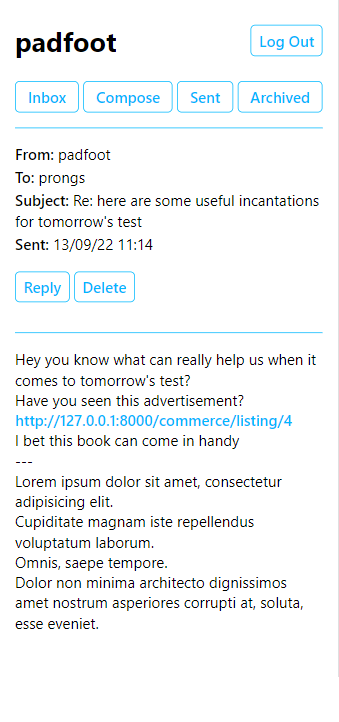 padfoot
Log Out
Inbox
Compose
Sent
Archived
From: padfoot
To: prongs
Subject: Re: here are some useful incantations
for tomorrow's test
Sent: 13/09/22 11:14
Reply
Delete
Hey you know what can really help us when it
comes to tomorrow's test?
Have you seen this advertisement?
http://127.0.0.1:8000/commerce/listing/4
I bet this book can come in handy
---
Lorem ipsum dolor sit amet, consectetur
adipisicing elit.
Cupiditate magnam iste repellendus
voluptatum laborum.
Omnis, saepe tempore.
Dolor non minima architecto dignissimos
amet nostrum asperiores corrupti at, soluta,
esse eveniet.